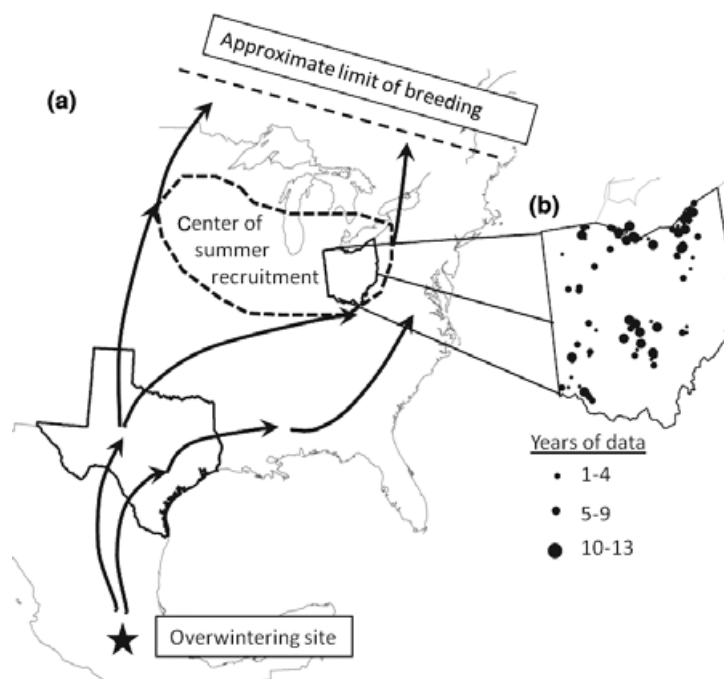 Approximate limit of breeding
(a)
Center of
summer
recruitment
(b)
Years of data
1-4
5-9
10-13
Overwintering site